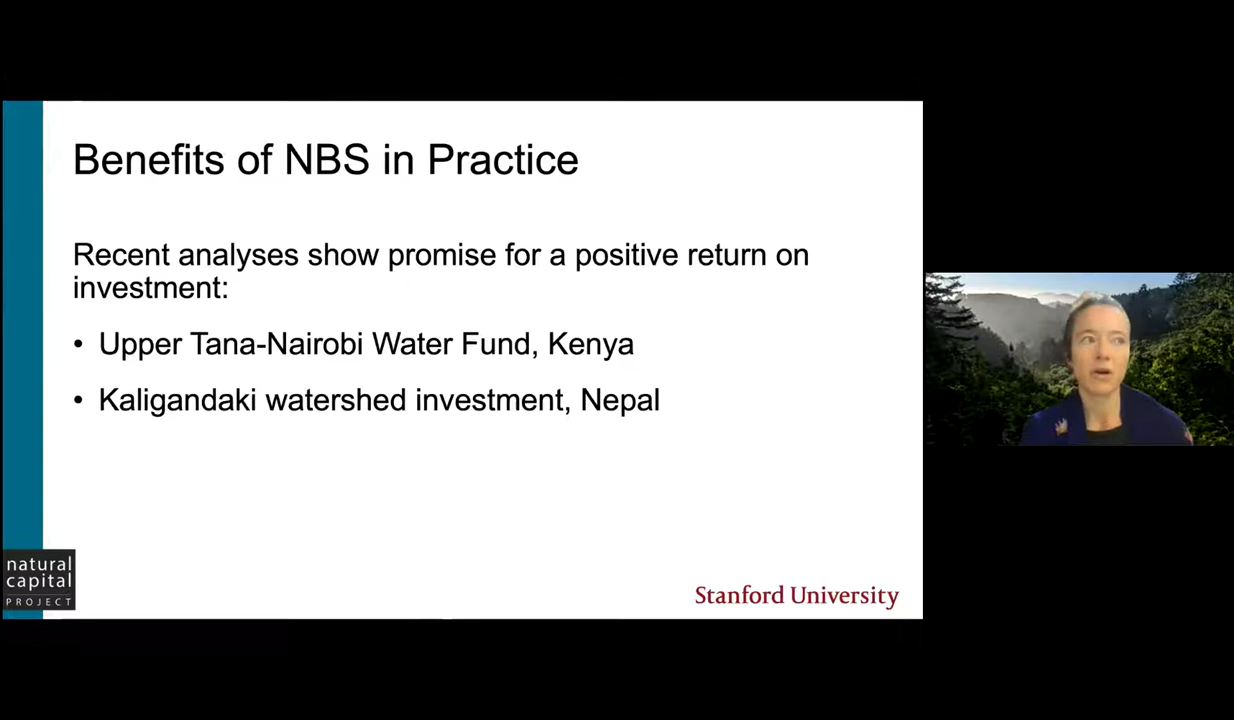 Benefits of NBS in Practice
Recent analyses show promise for a positive return on
investment:
• Upper Tana-Nairobi Water Fund, Kenya
• Kaligandaki watershed investment, Nepal
natural
capital
PROJECT
Stanford University